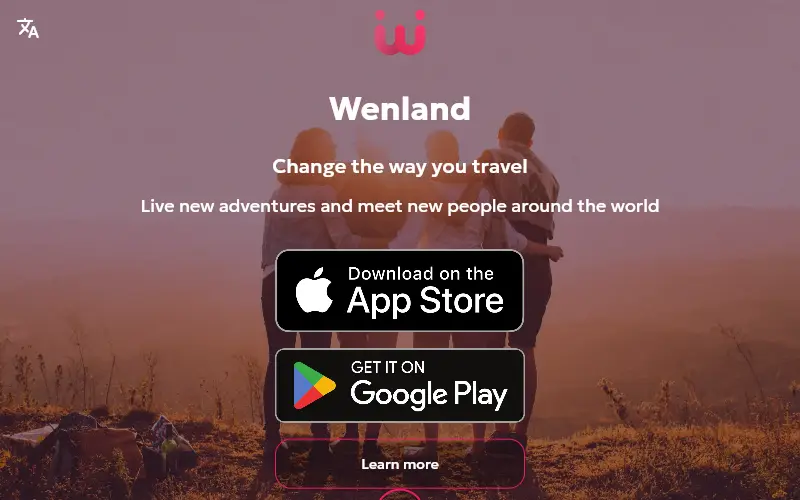 Wenland
Change the way you travel
Live new adventures and meet new people around the world
Download on the
App Store
GET IT ON
Google Play
Learn more